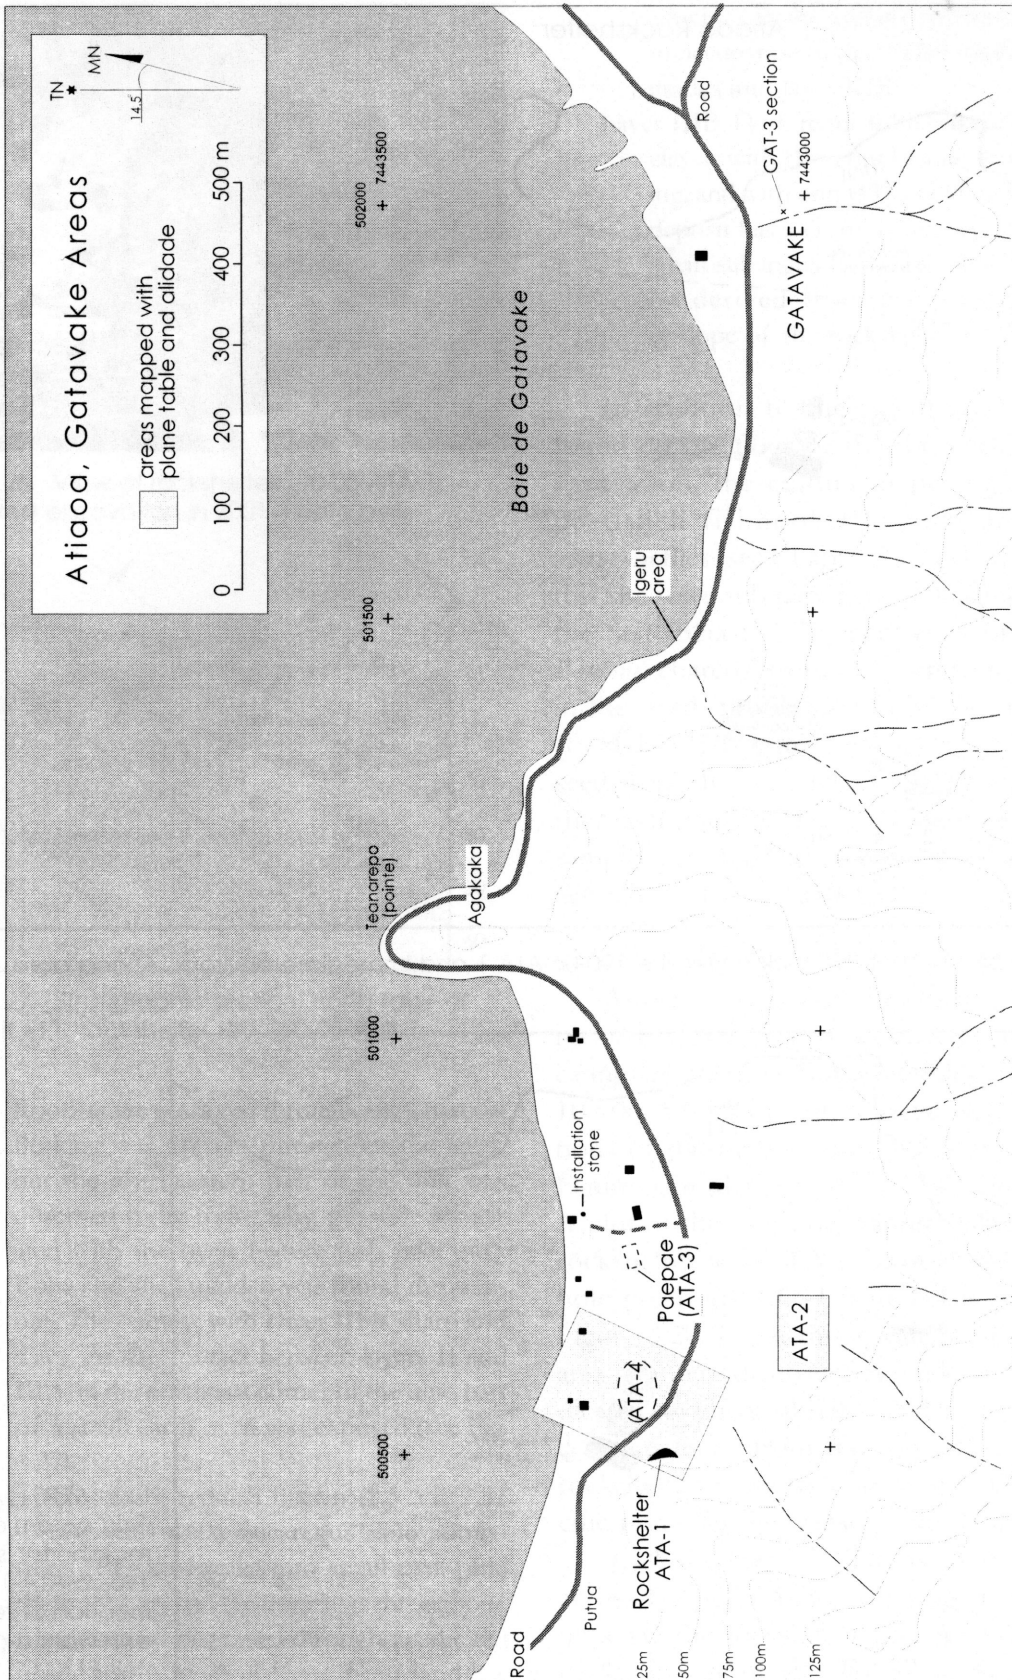 Atiaoa, Gatavake Areas
areas mapped with
plane table and alidade
0 100 200 300 400 500 m
TN
MN
14.5
502000
7443500
501500
501000
500500
Baie de Gatavake
Teonarepo
(pointe)
Agakaka
Igeru
area
Road
GAT-3 section
GATAVAKE
7443000
Installation
stone
Paepae
(ATA-3)
(ATA-4)
ATA-2
Rockshelter
ATA-1
Putua
Road
25m
50m
75m
100m
125m